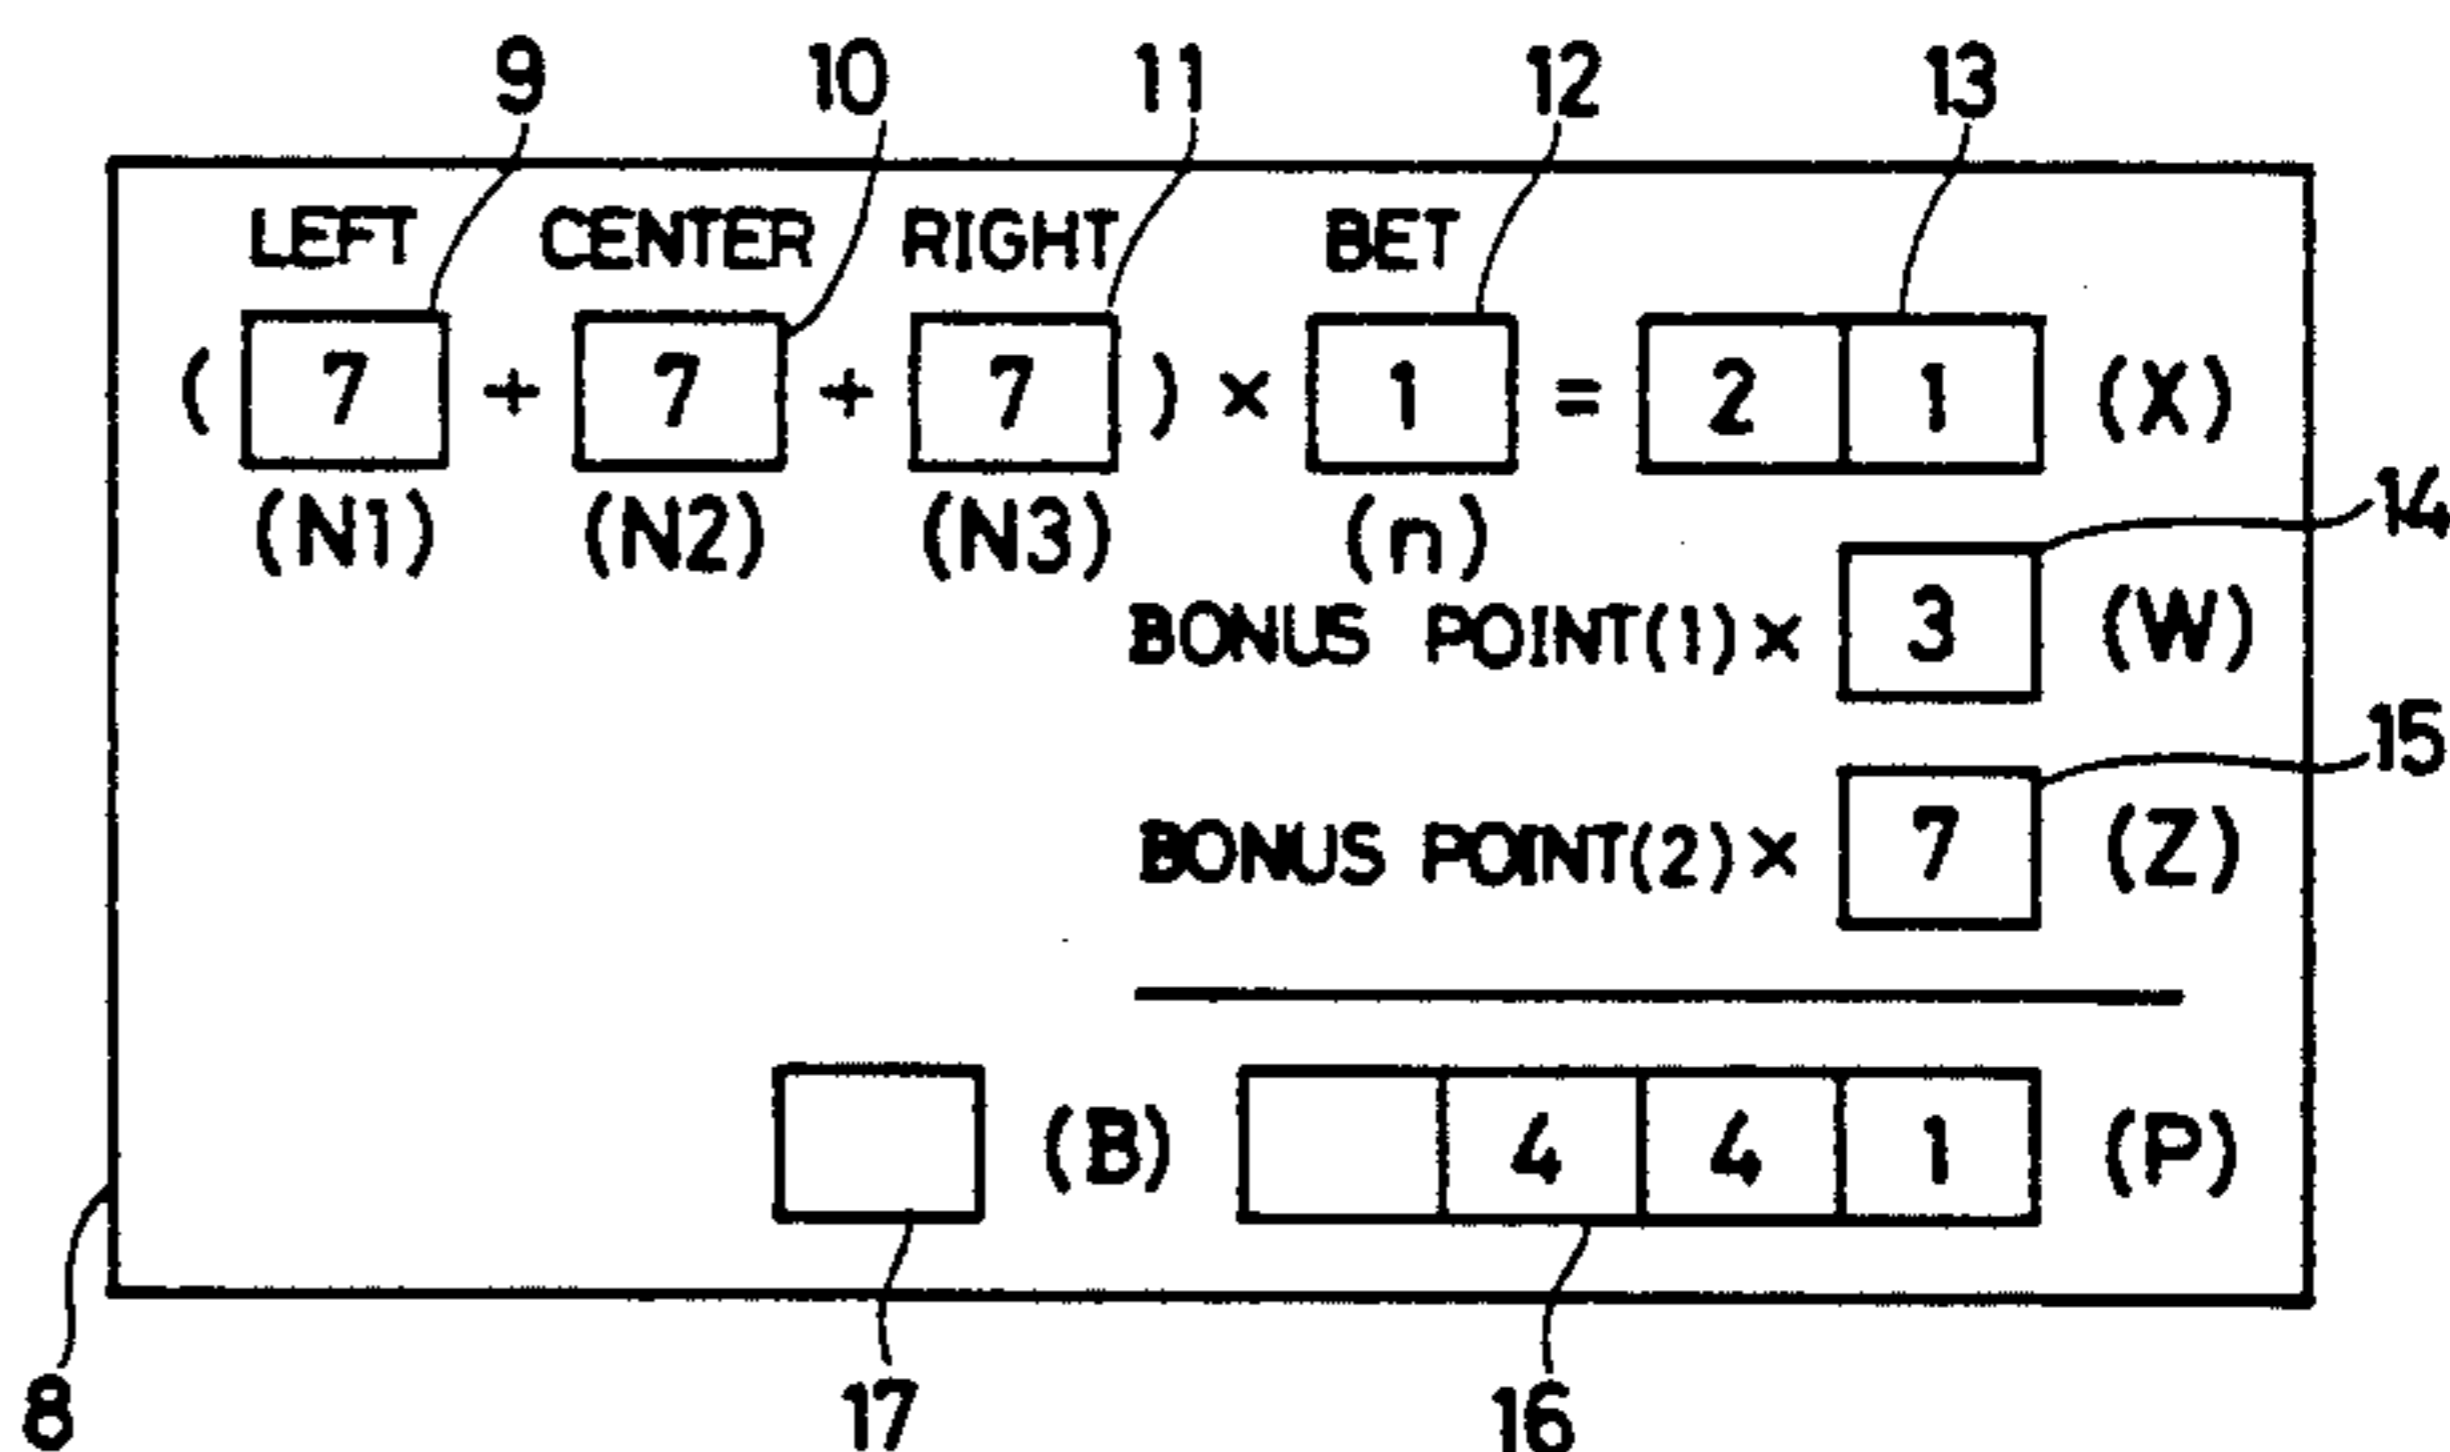 9 10 11 12 13
LEFT CENTER RIGHT BET
( 7 + 7 + 7 ) × 1 = 2 1 (X)
(N1) (N2) (N3) (n)
14
BONUS POINT(1) × 3 (W)
15
BONUS POINT(2) × 7 (Z)
(B) 4 4 1 (P)
8 17 16